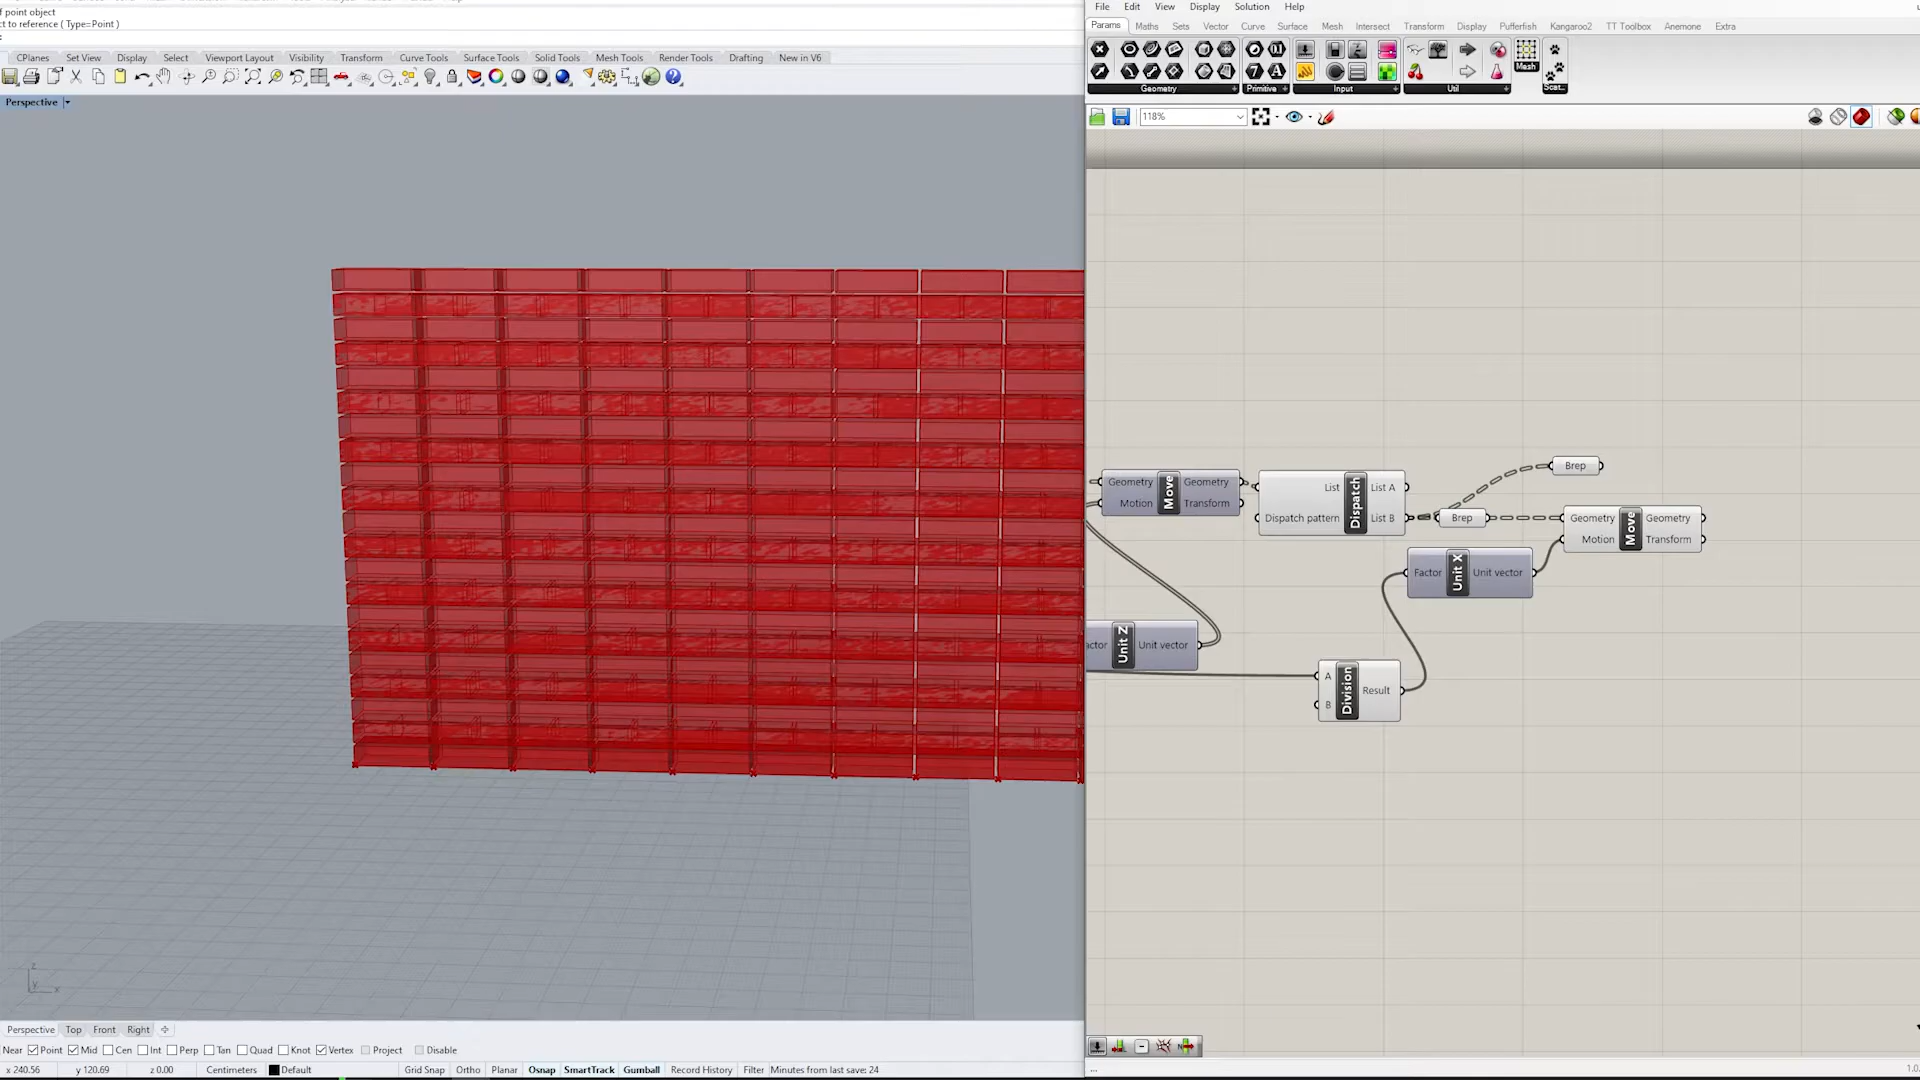 f point object
ct to reference ( Type=Point )
CPlanes Set View Display Select Viewport Layout Visibility Transform Curve Tools Surface Tools Solid Tools Mesh Tools Render Tools Drafting New in V6
Perspective
File Edit View Display Solution Help
Params Maths Sets Vector Curve Surface Mesh Intersect Transform Display Pufferfish Kangaroo2 TT Toolbox Anemone Extra
Mesh
Geometry + Primitive + Input + Util + Scat..
118%
Brep
Geometry Move Geometry
Motion Transform
List Dispatch List A
Dispatch pattern List B
Brep
Geometry Move Geometry
Motion Transform
Factor Unit X Unit vector
actor Unit Z Unit vector
A Division Result
B
z
y x
Perspective Top Front Right
Near Point Mid Cen Int Perp Tan Quad Knot Vertex Project Disable
x 240.56 y 120.69 z 0.00 Centimeters Default Grid Snap Ortho Planar Osnap SmartTrack Gumball Record History Filter Minutes from last save: 24
...
1.0.